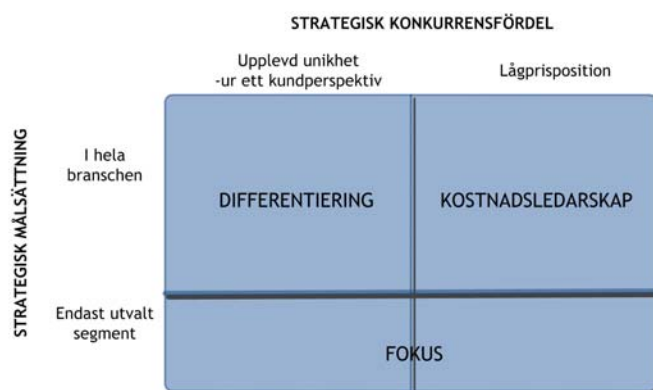 STRATEGISK KONKURRENSFÖRDEL
Upplevd unikhet
-ur ett kundperspektiv
Lågprisposition
STRATEGISK MÅLSÄTTNING
I hela
branschen
DIFFERENTIERING
KOSTNADSLEDARSKAP
Endast utvalt
segment
FOKUS